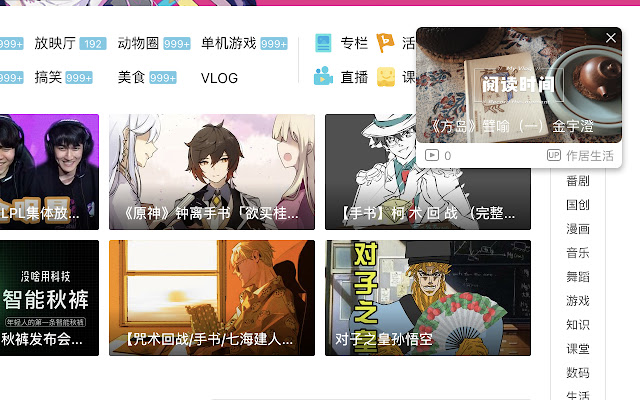 999+ 放映厅 192 动物圈 999+ 单机游戏 999+ 专栏 活
999+ 搞笑 999+ 美食 999+ VLOG 直播 课
阅读时间
《方岛》譬喻（一）金宇澄
0 UP 作居生活
LPL集体放...
《原神》钟离手书「欲买桂...
【手书】柯 术 回 战 （完整...
没啥用科技
智能秋裤
年轻人的第一条智能秋裤
秋裤发布会...
【咒术回战/手书/七海建人...
对子之王
对子之皇孙悟空
番剧
国创
漫画
音乐
舞蹈
游戏
知识
课堂
数码
生活